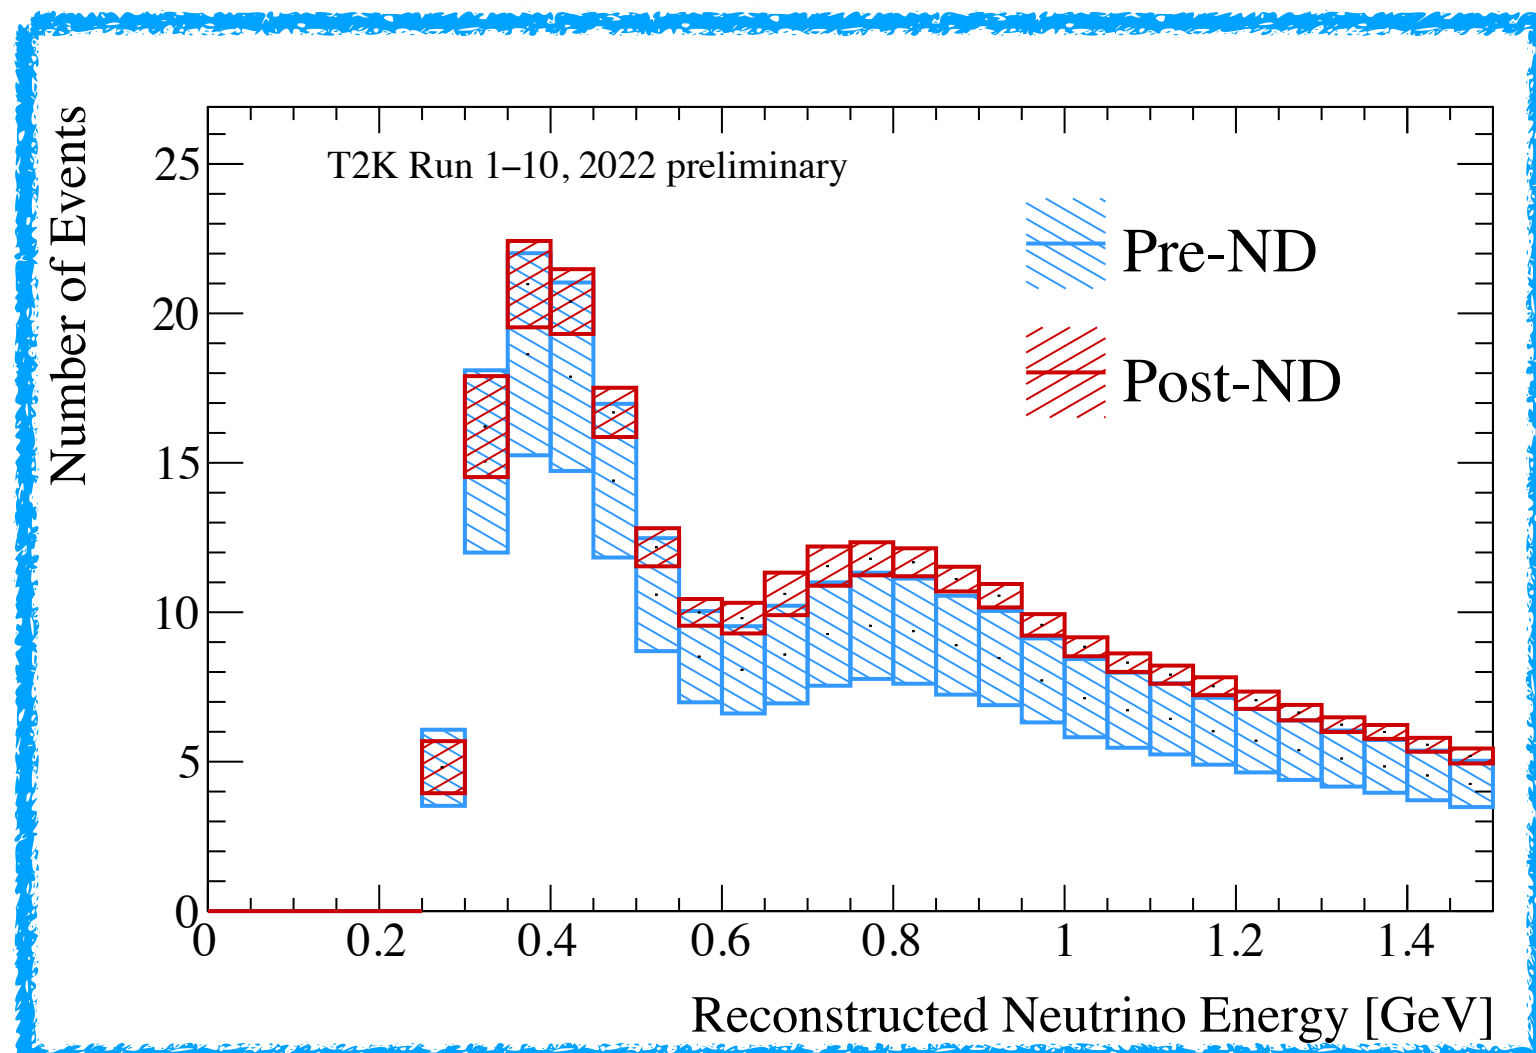 Number of Events
T2K Run 1–10, 2022 preliminary
Pre-ND
Post-ND
25
20
15
10
5
0
0 0.2 0.4 0.6 0.8 1 1.2 1.4
Reconstructed Neutrino Energy [GeV]